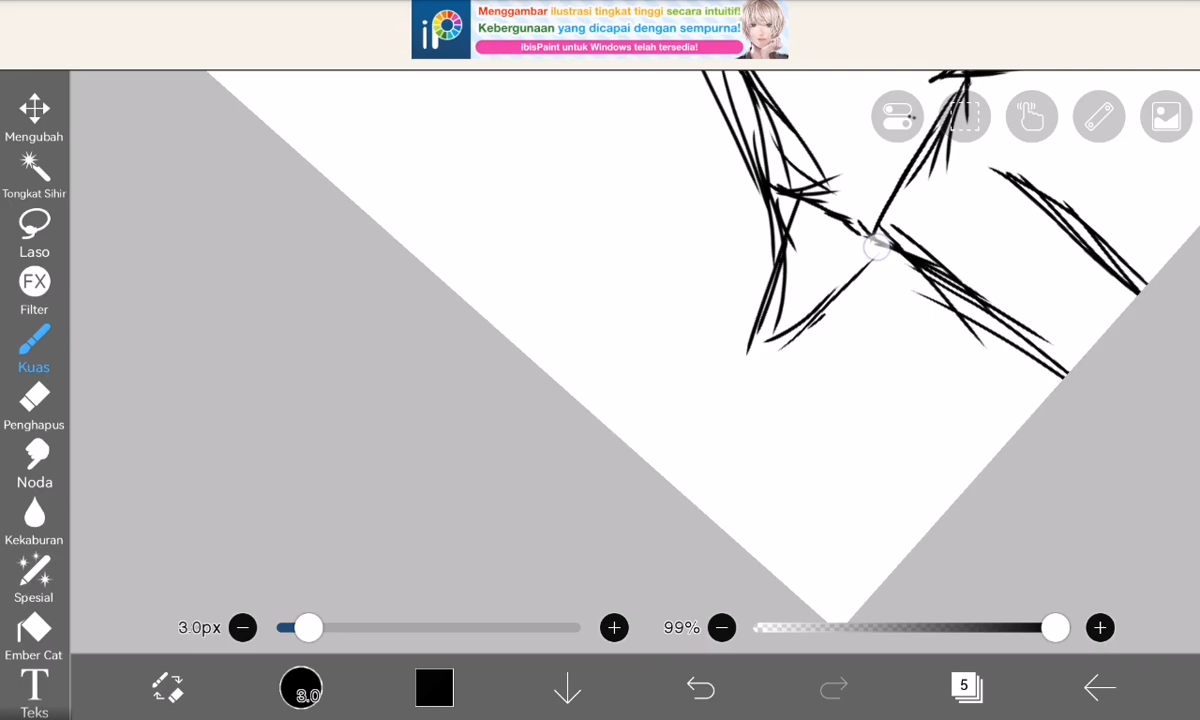 iP
Menggambar ilustrasi tingkat tinggi secara intuitif!
Kebergunaan yang dicapai dengan sempurna!
ibisPaint untuk Windows telah tersedia!
Mengubah
Tongkat Sihir
Laso
FX
Filter
Kuas
Penghapus
Noda
Kekaburan
Spesial
Ember Cat
T
Teks
3.0px
99%
3.0
5